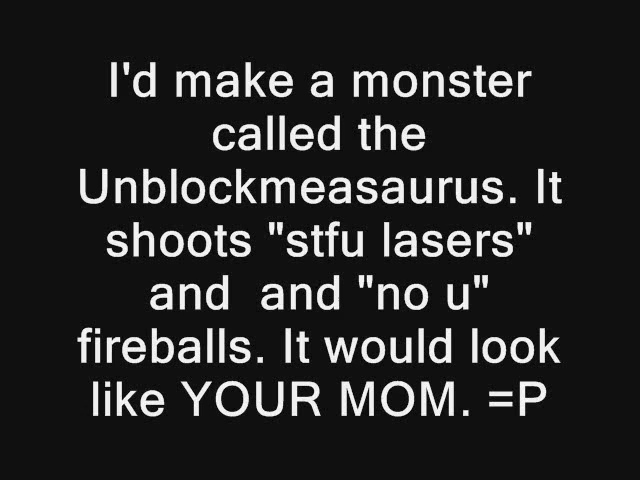 I'd make a monster
called the
Unblockmeasaurus. It
shoots "stfu lasers"
and  and "no u"
fireballs. It would look
like YOUR MOM. =P